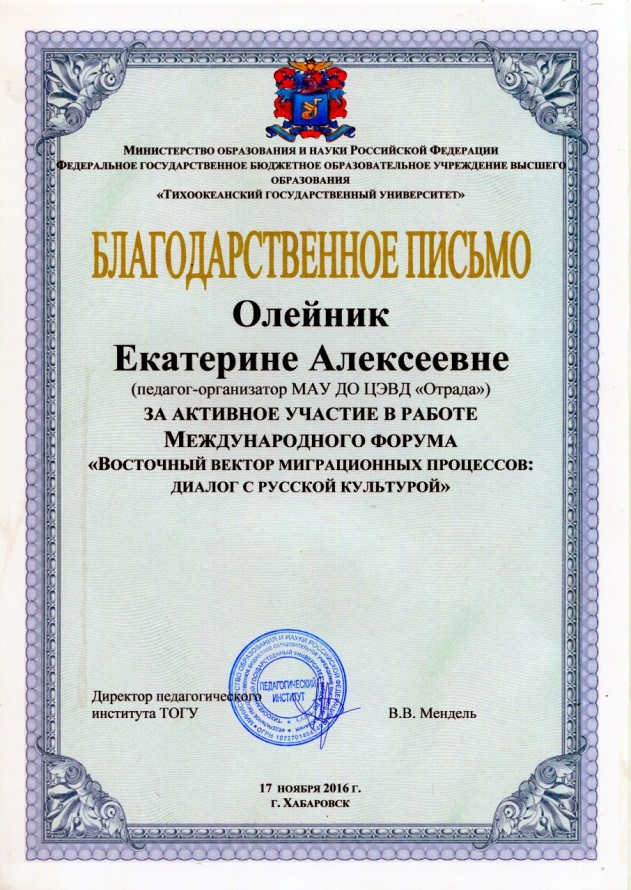 Министерство образования и науки Российской Федерации
Федеральное государственное бюджетное образовательное учреждение высшего
образования
«Тихоокеанский государственный университет»
БЛАГОДАРСТВЕННОЕ ПИСЬМО
Олейник
Екатерине Алексеевне
(педагог-организатор МАУ ДО ЦЭВД «Отрада»)
ЗА АКТИВНОЕ УЧАСТИЕ В РАБОТЕ
Международного форума
«Восточный вектор миграционных процессов:
диалог с русской культурой»
Директор педагогического
института ТОГУ
В.В. Мендель
ПЕДАГОГИЧЕСКИЙ
ИНСТИТУТ
17 ноября 2016 г.
г. Хабаровск